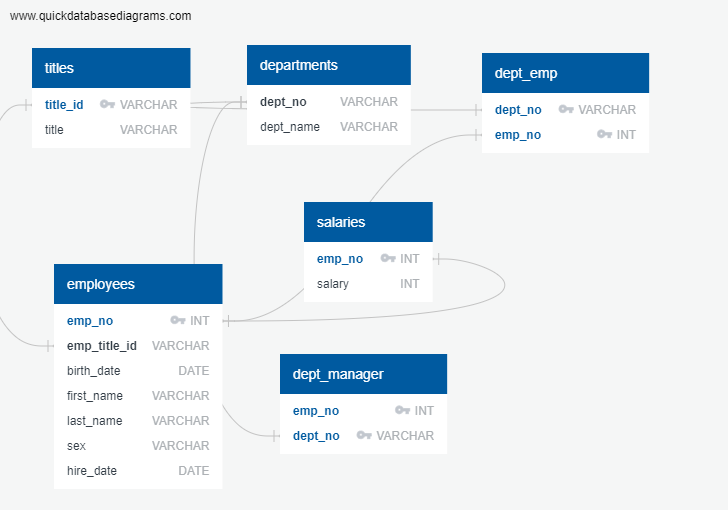 www.quickdatabasediagrams.com
titles
title_id VARCHAR
title VARCHAR
departments
dept_no VARCHAR
dept_name VARCHAR
dept_emp
dept_no VARCHAR
emp_no INT
salaries
emp_no INT
salary INT
employees
emp_no INT
emp_title_id VARCHAR
birth_date DATE
first_name VARCHAR
last_name VARCHAR
sex VARCHAR
hire_date DATE
dept_manager
emp_no INT
dept_no VARCHAR